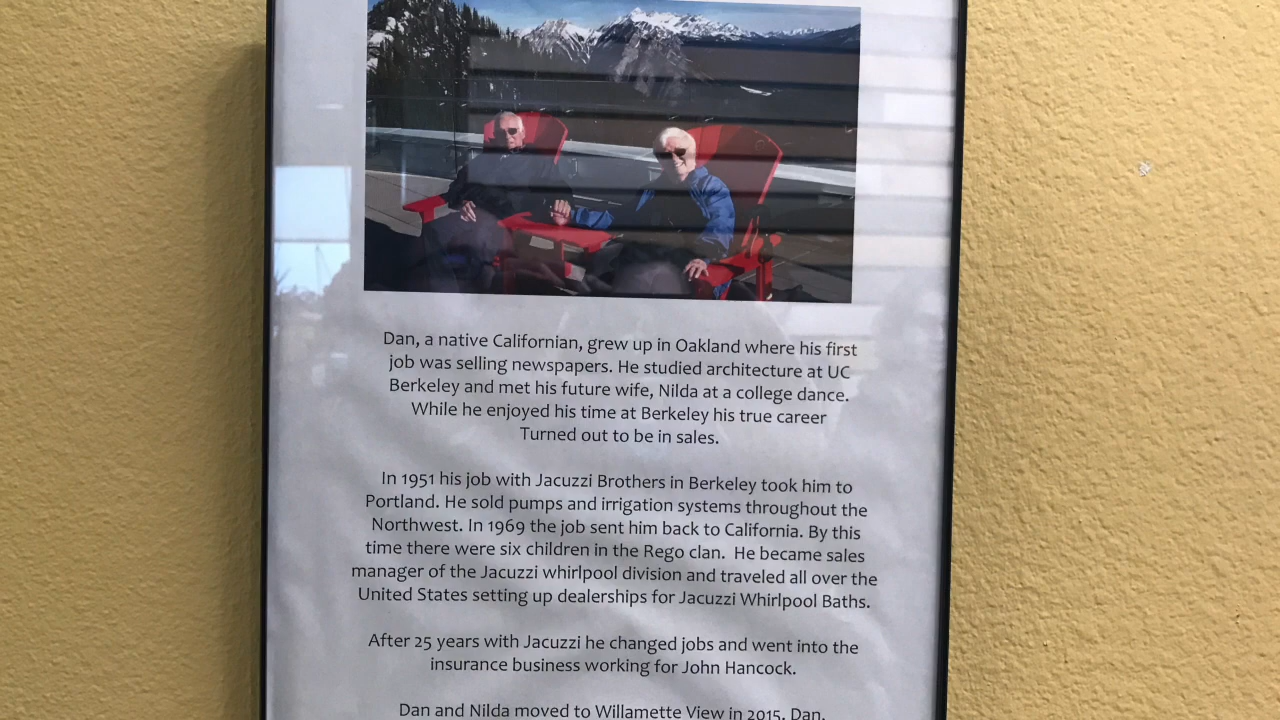 Dan, a native Californian, grew up in Oakland where his first
job was selling newspapers. He studied architecture at UC
Berkeley and met his future wife, Nilda at a college dance.
While he enjoyed his time at Berkeley his true career
Turned out to be in sales.
In 1951 his job with Jacuzzi Brothers in Berkeley took him to
Portland. He sold pumps and irrigation systems throughout the
Northwest. In 1969 the job sent him back to California. By this
time there were six children in the Rego clan. He became sales
manager of the Jacuzzi whirlpool division and traveled all over the
United States setting up dealerships for Jacuzzi Whirlpool Baths.
After 25 years with Jacuzzi he changed jobs and went into the
insurance business working for John Hancock.
Dan and Nilda moved to Willamette View in 2015. Dan,